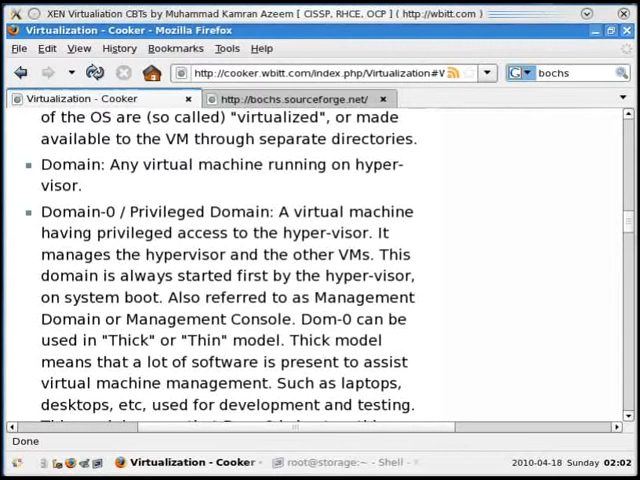 XEN Virtualiation CBTs by Muhammad Kamran Azeem [ CISSP, RHCE, OCP ] ( http://wbitt.com )
Virtualization - Cooker - Mozilla Firefox
File Edit View History Bookmarks Tools Help
http://cooker.wbitt.com/index.php/Virtualization#V
bochs
Virtualization - Cooker
http://bochs.sourceforge.net/
of the OS are (so called) "virtualized", or made
available to the VM through separate directories.
Domain: Any virtual machine running on hyper-
visor.
Domain-0 / Privileged Domain: A virtual machine
having privileged access to the hyper-visor. It
manages the hypervisor and the other VMs. This
domain is always started first by the hyper-visor,
on system boot. Also referred to as Management
Domain or Management Console. Dom-0 can be
used in "Thick" or "Thin" model. Thick model
means that a lot of software is present to assist
virtual machine management. Such as laptops,
desktops, etc, used for development and testing.
Done
Virtualization - Cooker -
root@storage:~ - Shell -
2010-04-18 Sunday 02:02